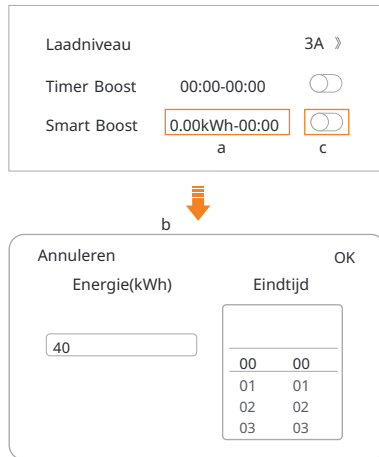 Laadniveau 3A 》
Timer Boost 00:00-00:00
Smart Boost 0.00kWh-00:00
a c
b
Annuleren OK
Energie(kWh) Eindtijd
40
00 00
01 01
02 02
03 03